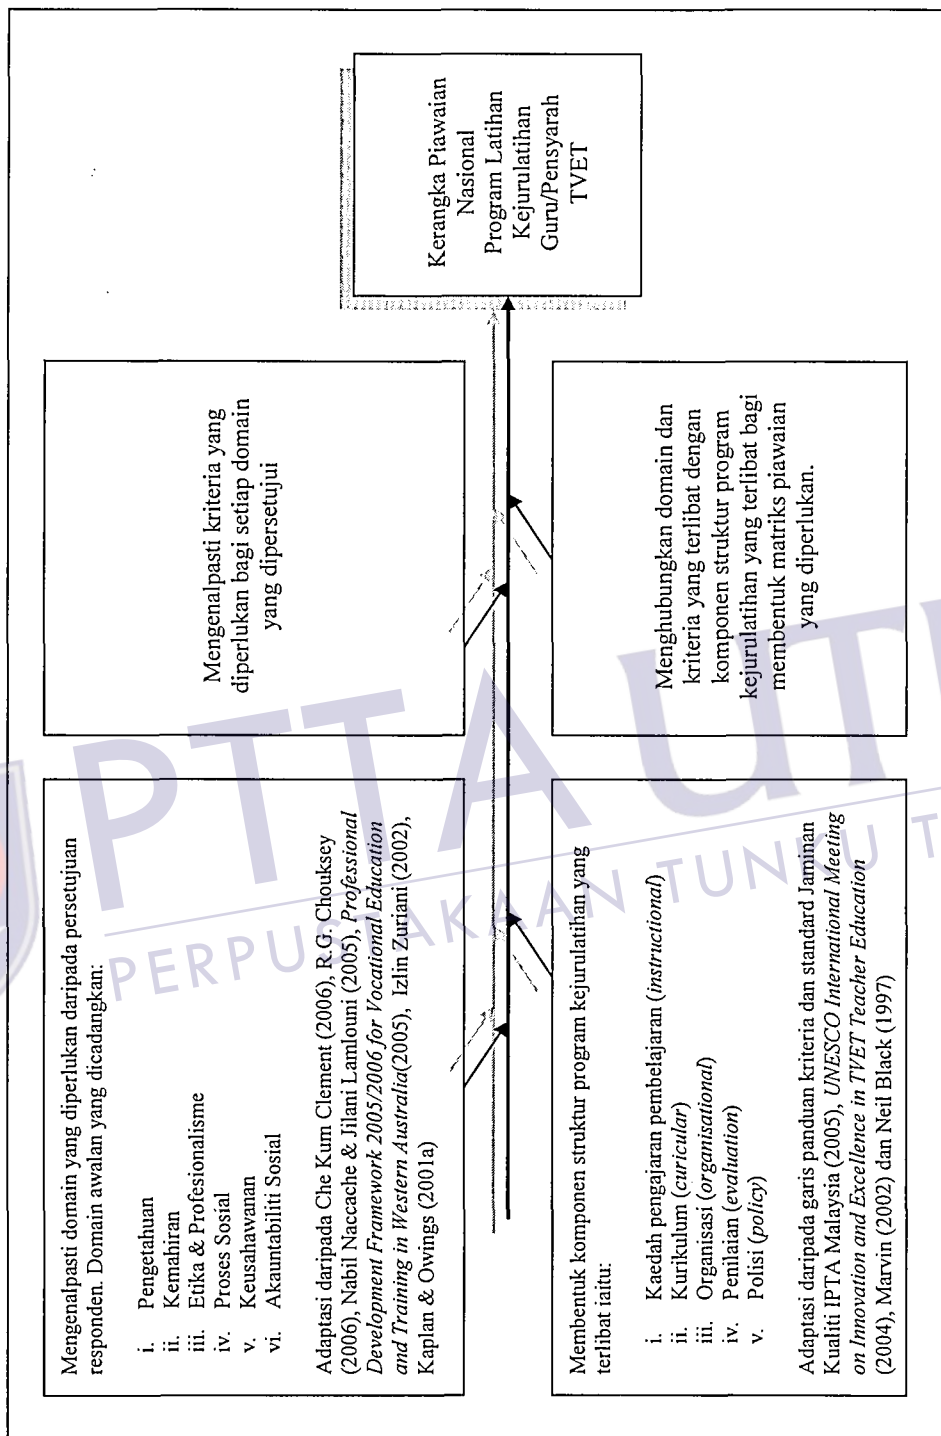 Mengenalpasti domain yang diperlukan daripada persetujuan
responden. Domain awalan yang dicadangkan:
i. Pengetahuan
ii. Kemahiran
iii. Etika & Profesionalisme
iv. Proses Sosial
v. Keusahawanan
vi. Akauntabiliti Sosial
Adaptasi daripada Che Kum Clement (2006), R.G. Chouksey
(2006), Nabil Naccache & Jilani Lamlouni (2005), Professional
Development Framework 2005/2006 for Vocational Education
and Training in Western Australia(2005), Izlin Zuriani (2002),
Kaplan & Owings (2001a)
Mengenalpasti kriteria yang
diperlukan bagi setiap domain
yang dipersetujui
Membentuk komponen struktur program kejurulatihan yang
terlibat iaitu:
i. Kaedah pengajaran pembelajaran (instructional)
ii. Kurikulum (curicular)
iii. Organisasi (organisational)
iv. Penilaian (evaluation)
v. Polisi (policy)
Adaptasi daripada garis panduan kriteria dan standard Jaminan
Kualiti IPTA Malaysia (2005), UNESCO International Meeting
on Innovation and Excellence in TVET Teacher Education
(2004), Marvin (2002) dan Neil Black (1997)
Menghubungkan domain dan
kriteria yang terlibat dengan
komponen struktur program
kejurulatihan yang terlibat bagi
membentuk matriks piawaian
yang diperlukan.
Kerangka Piawaian
Nasional
Program Latihan
Kejurulatihan
Guru/Pensyarah
TVET
PTTA UT
PERPUSTAKAAN TUNKU T